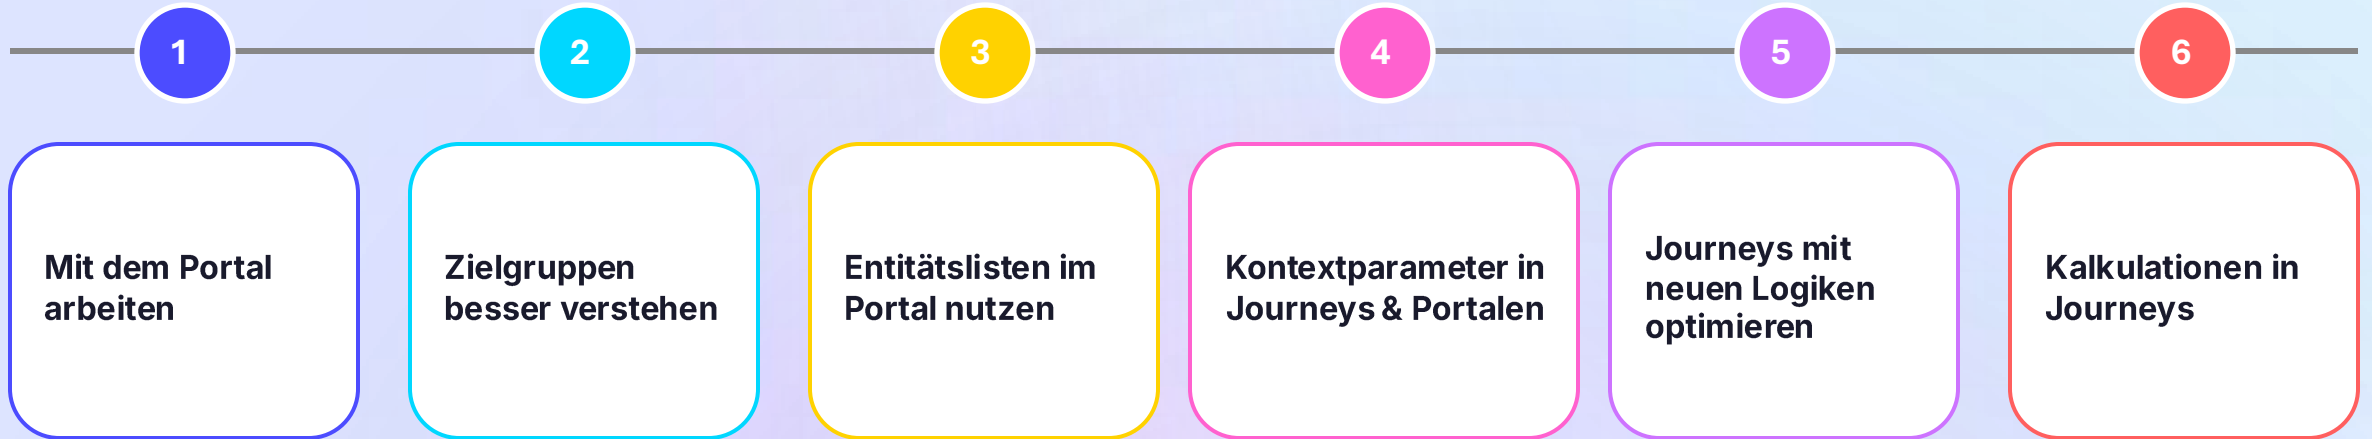 1
2
3
4
5
6
Mit dem Portal
arbeiten
Zielgruppen
besser verstehen
Entitätslisten im
Portal nutzen
Kontextparameter in
Journeys & Portalen
Journeys mit
neuen Logiken
optimieren
Kalkulationen in
Journeys